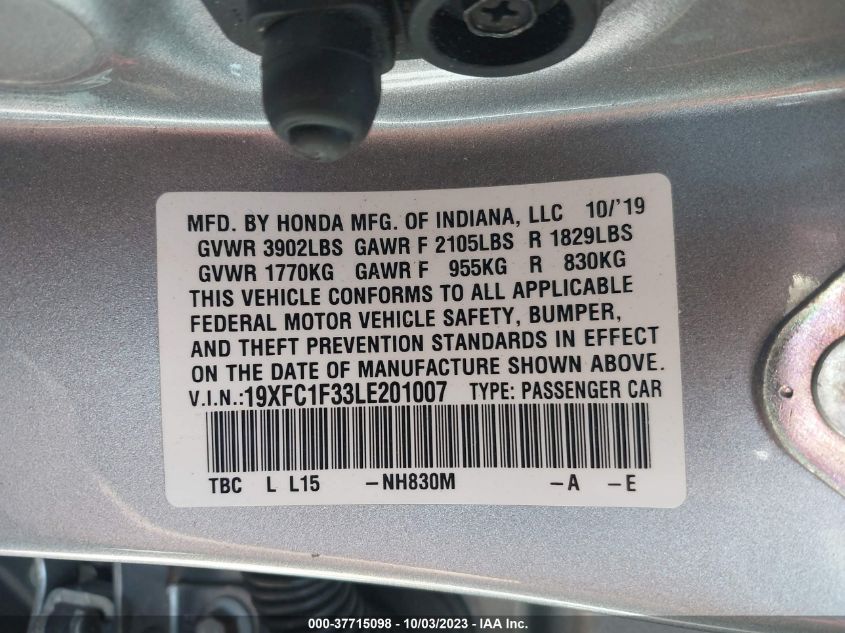 MFD. BY HONDA MFG. OF INDIANA, LLC 10/'19
GVWR 3902LBS GAWR F 2105LBS R 1829LBS
GVWR 1770KG GAWR F 955KG R 830KG
THIS VEHICLE CONFORMS TO ALL APPLICABLE
FEDERAL MOTOR VEHICLE SAFETY, BUMPER,
AND THEFT PREVENTION STANDARDS IN EFFECT
ON THE DATE OF MANUFACTURE SHOWN ABOVE.
V.I.N.:19XFC1F33LE201007 TYPE: PASSENGER CAR
TBC L L15 -NH830M -A -E
000-37715098 - 10/03/2023 - IAA Inc.